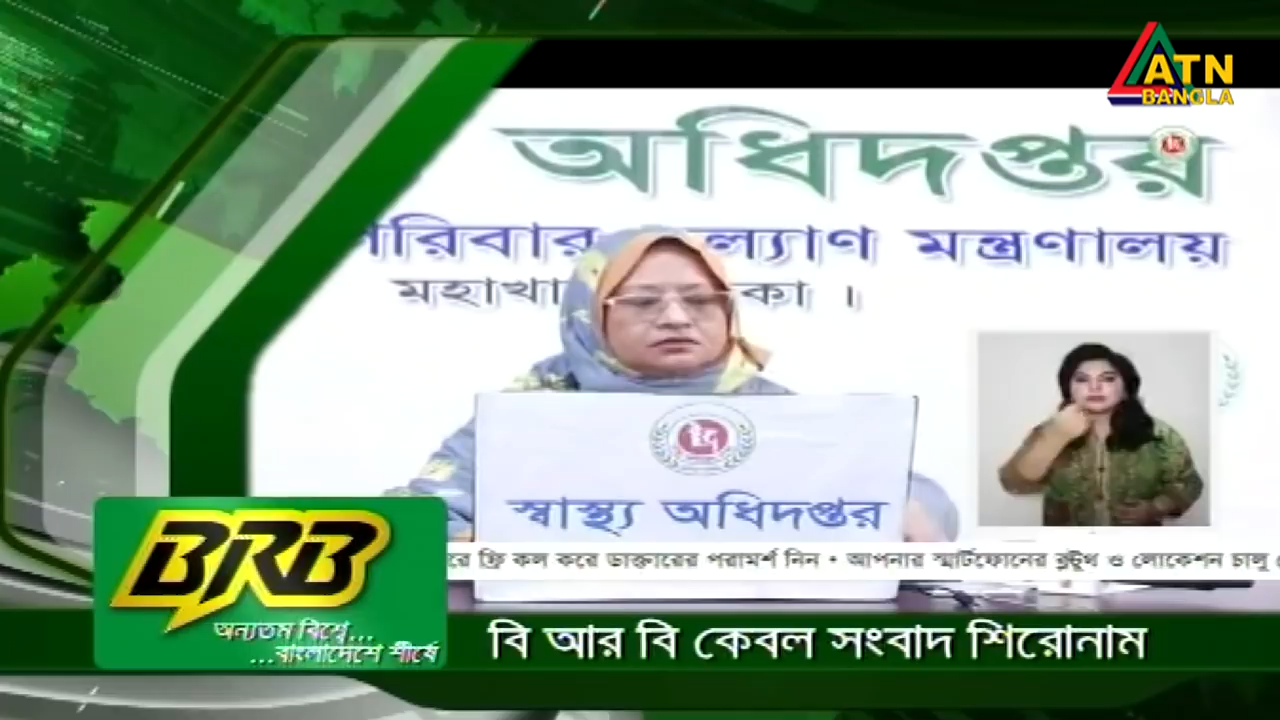 ATN
BANGLA
অধিদপ্তর
পরিবার কল্যাণ মন্ত্রণালয়
স্বাস্থ্য অধিদপ্তর
রে ফ্রি কল করে ডাক্তারের পরামর্শ নিন • আপনার স্মার্টফোনের ব্লুটুথ ও লোকেশন চালু
BRB
অন্যতম বিশ্বে...
...বাংলাদেশে শীর্ষে
বি আর বি কেবল সংবাদ শিরোনাম